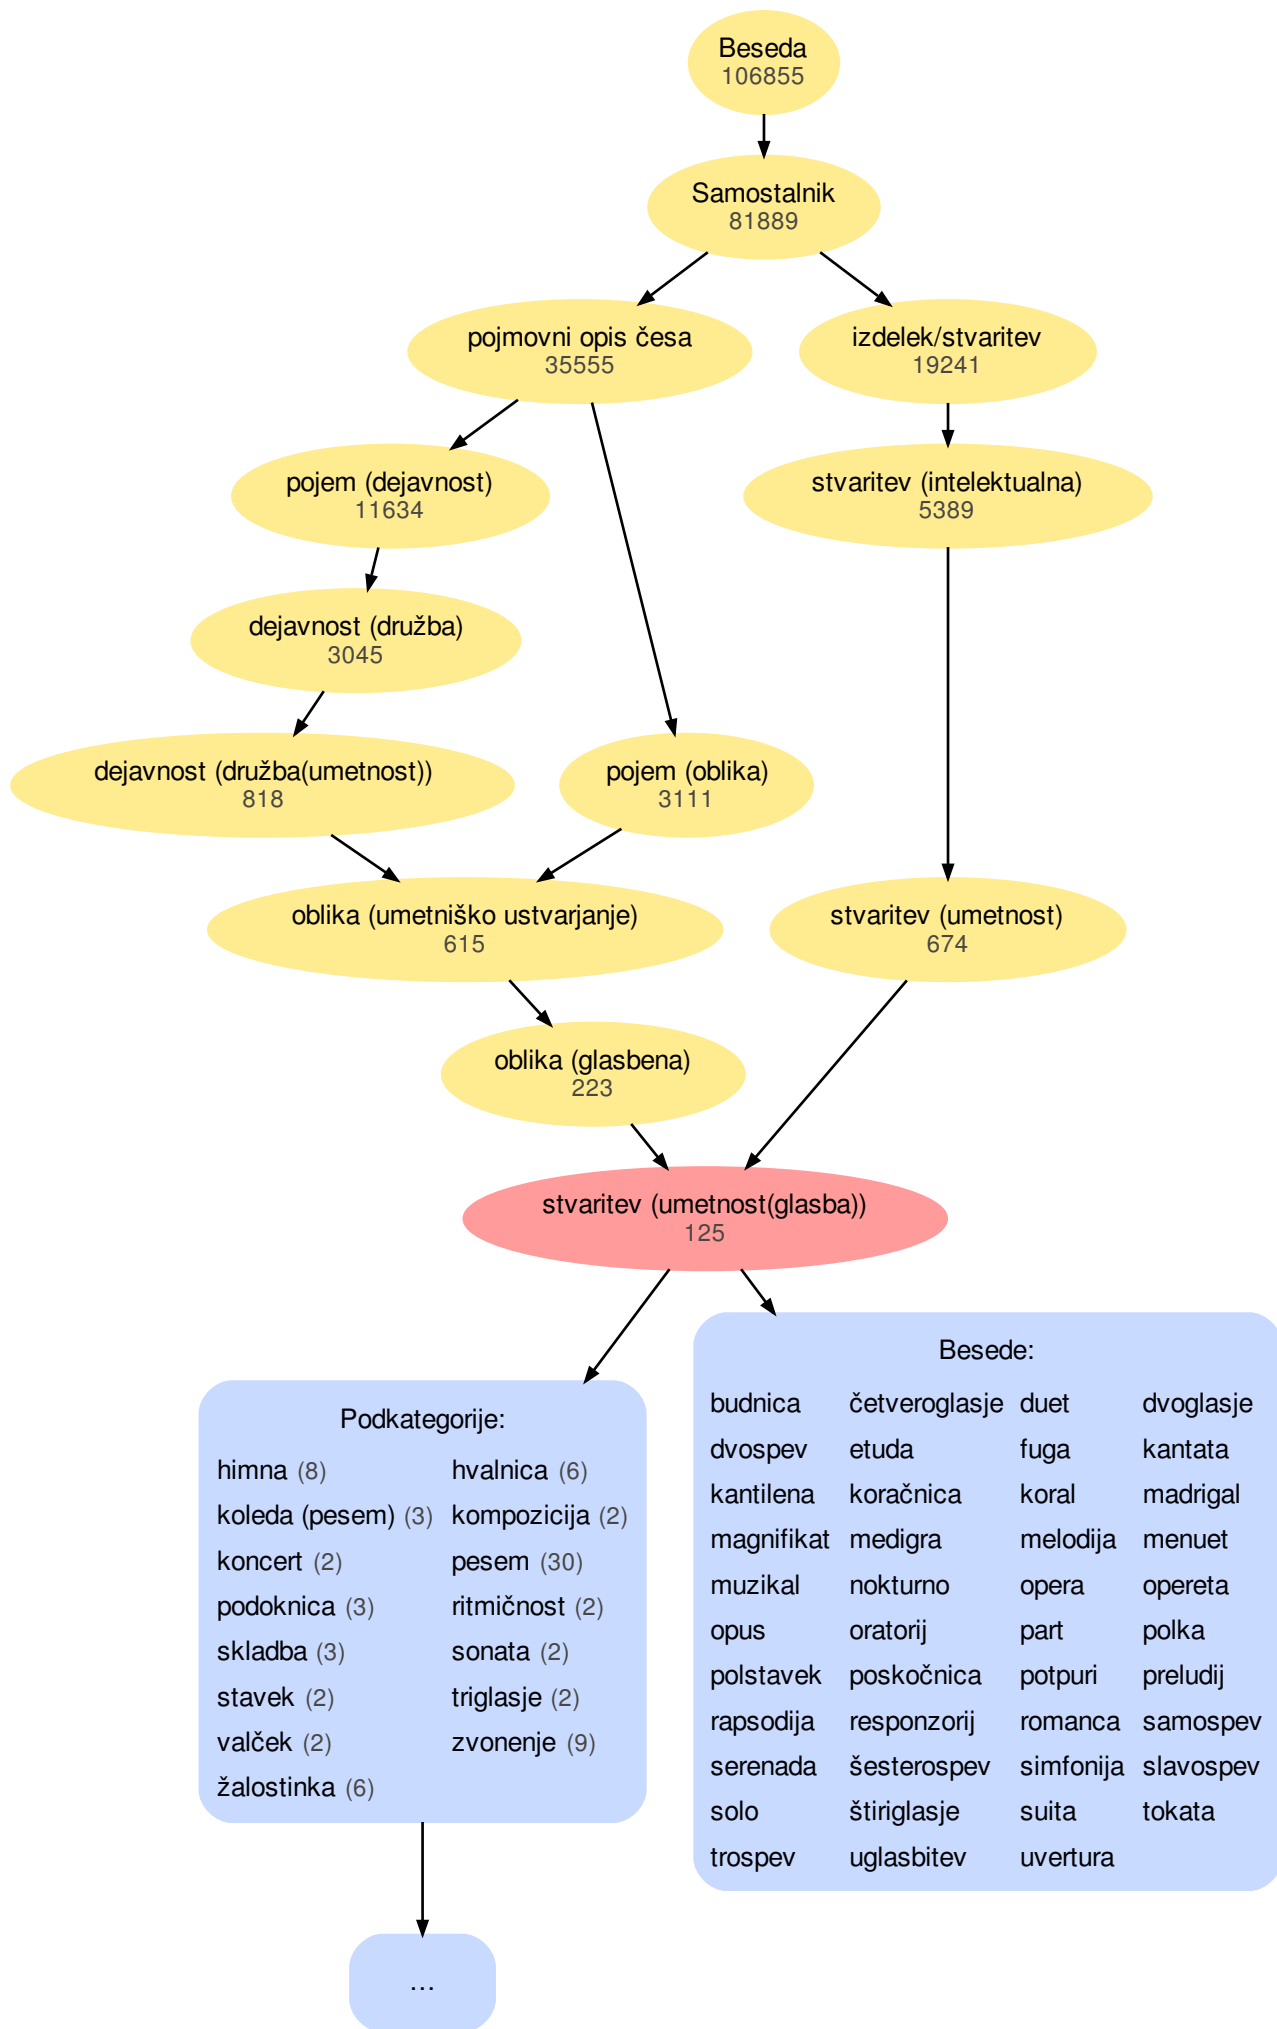 Beseda
106855
Samostalnik
81889
pojmovni opis česa
35555
izdelek/stvaritev
19241
pojem (dejavnost)
11634
stvaritev (intelektualna)
5389
dejavnost (družba)
3045
dejavnost (družba(umetnost))
818
pojem (oblika)
3111
oblika (umetniško ustvarjanje)
615
stvaritev (umetnost)
674
oblika (glasbena)
223
stvaritev (umetnost(glasba))
125
Podkategorije:
himna (8) hvalnica (6)
koleda (pesem) (3) kompozicija (2)
koncert (2) pesem (30)
podoknica (3) ritmičnost (2)
skladba (3) sonata (2)
stavek (2) triglasje (2)
valček (2) zvonenje (9)
žalostinka (6)
Besede:
budnica četveroglasje duet dvoglasje
dvospev etuda fuga kantata
kantilena koračnica koral madrigal
magnifikat medigra melodija menuet
muzikal nokturno opera opereta
opus oratorij part polka
polstavek poskočnica potpuri preludij
rapsodija responzorij romanca samospev
serenada šesterospev simfonija slavospev
solo štiriglasje suita tokata
trospev uglasbitev uvertura
...